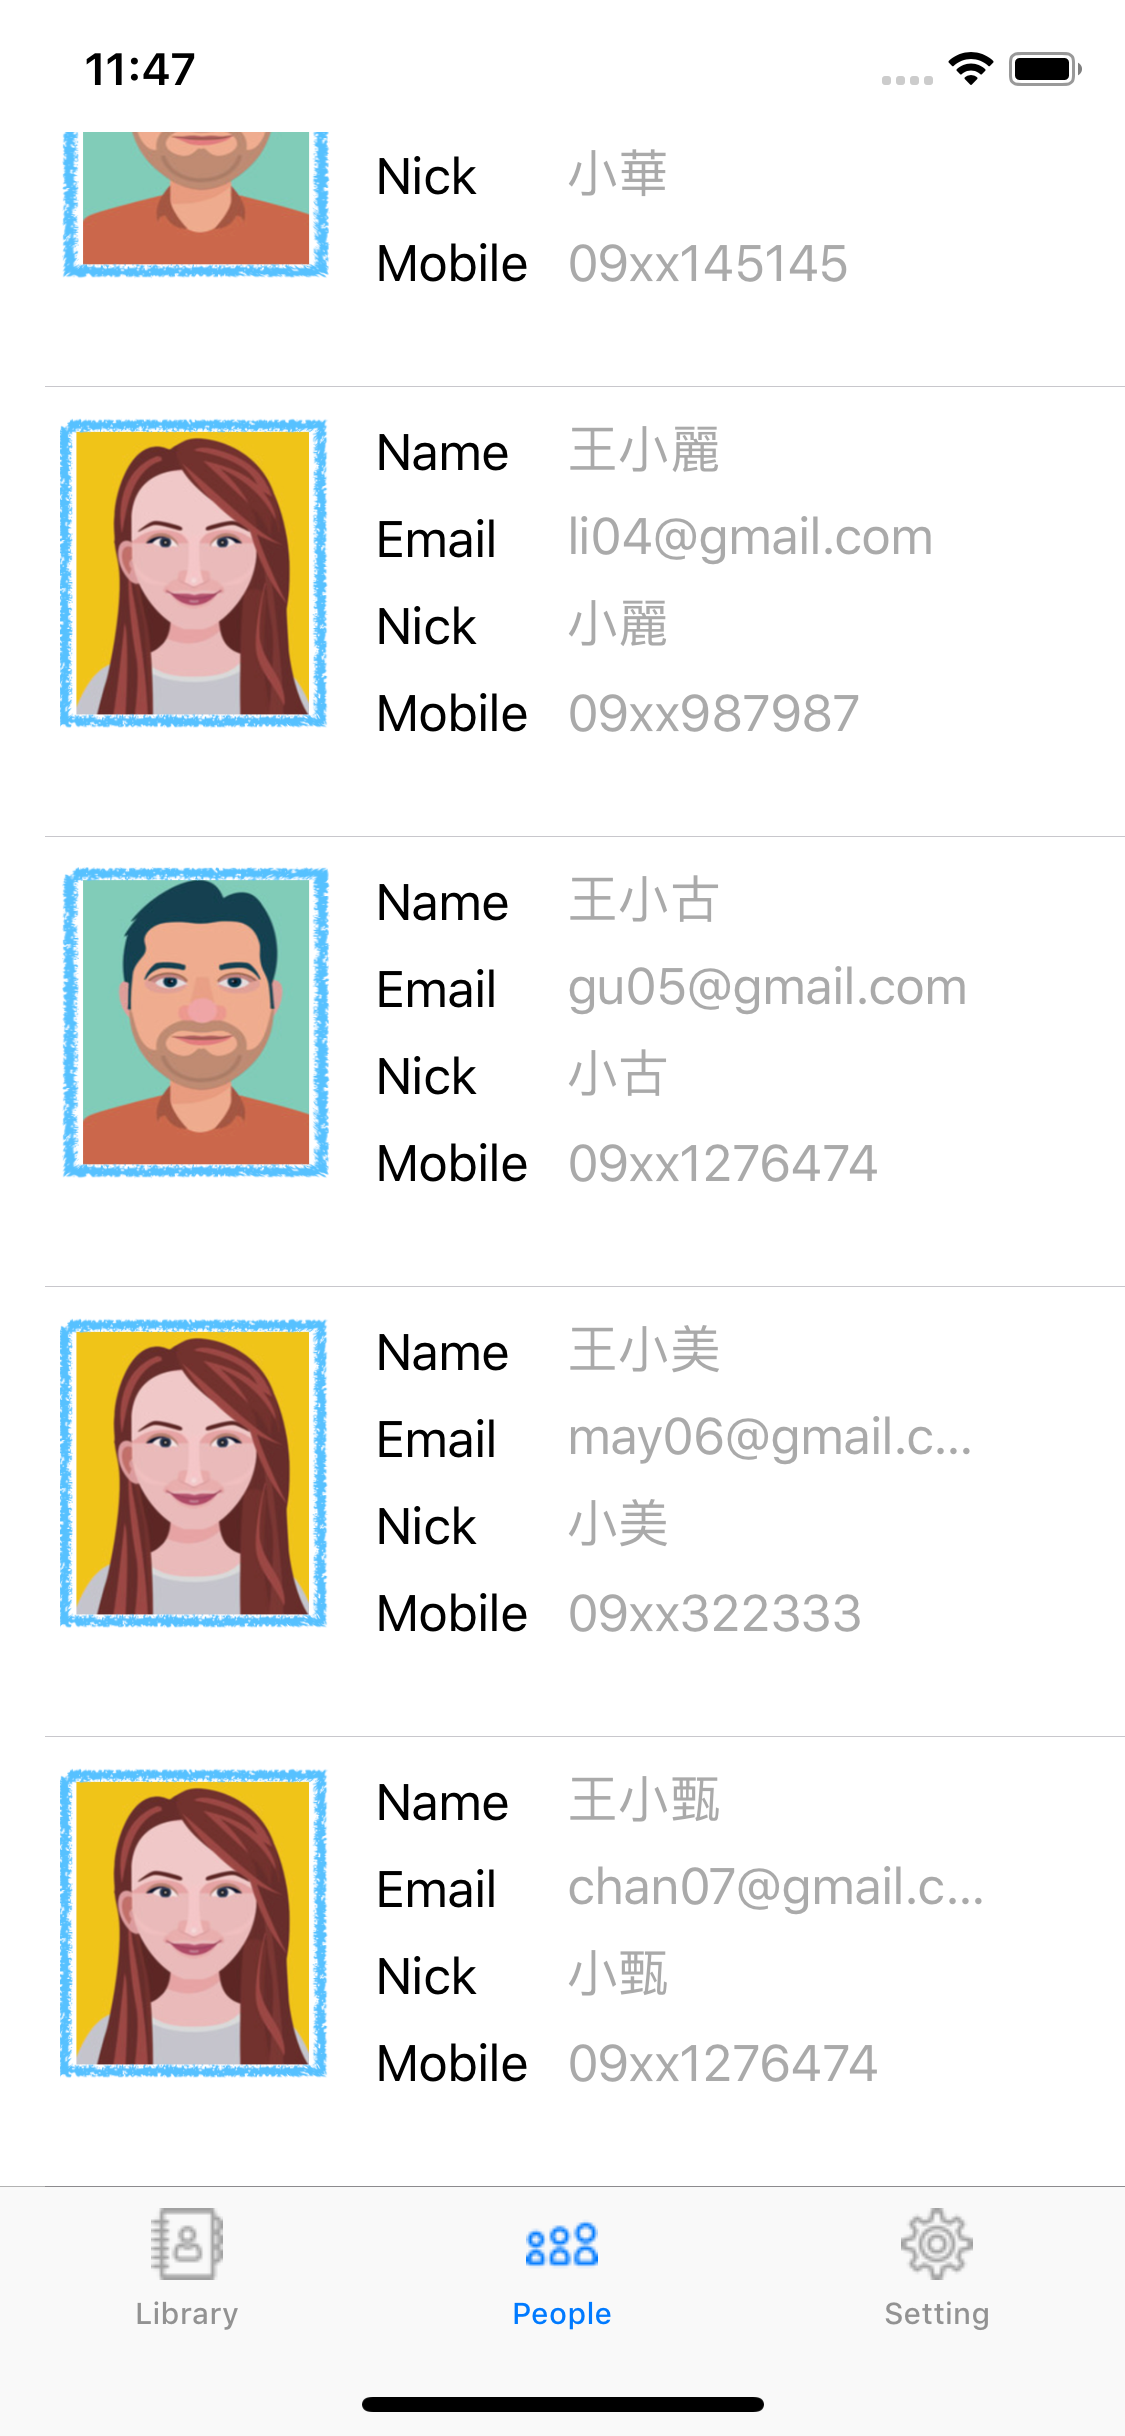 11:47
Nick 小華
Mobile 09xx145145
Name 王小麗
Email li04@gmail.com
Nick 小麗
Mobile 09xx987987
Name 王小古
Email gu05@gmail.com
Nick 小古
Mobile 09xx1276474
Name 王小美
Email may06@gmail.c...
Nick 小美
Mobile 09xx322333
Name 王小甄
Email chan07@gmail.c...
Nick 小甄
Mobile 09xx1276474
Library People Setting